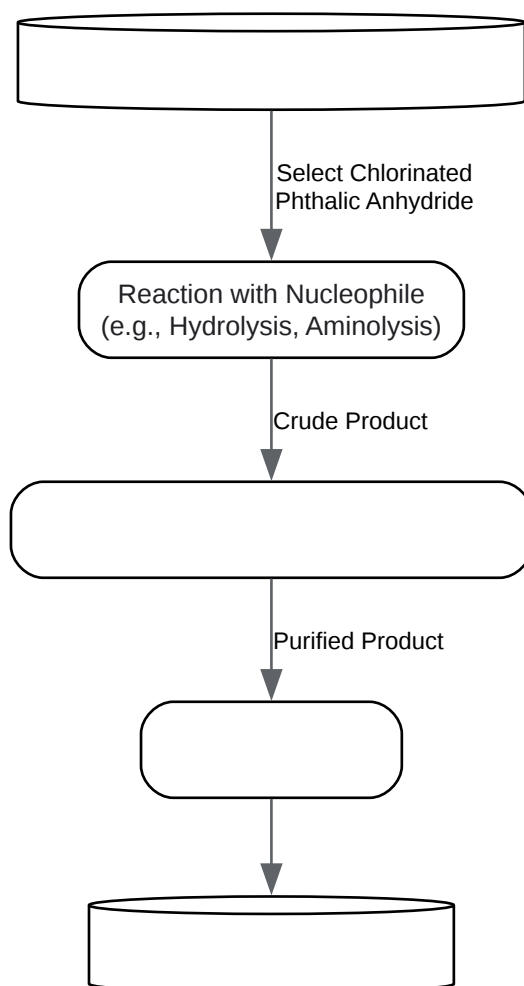 Select Chlorinated
Phthalic Anhydride
Reaction with Nucleophile
(e.g., Hydrolysis, Aminolysis)
Crude Product
Purified Product